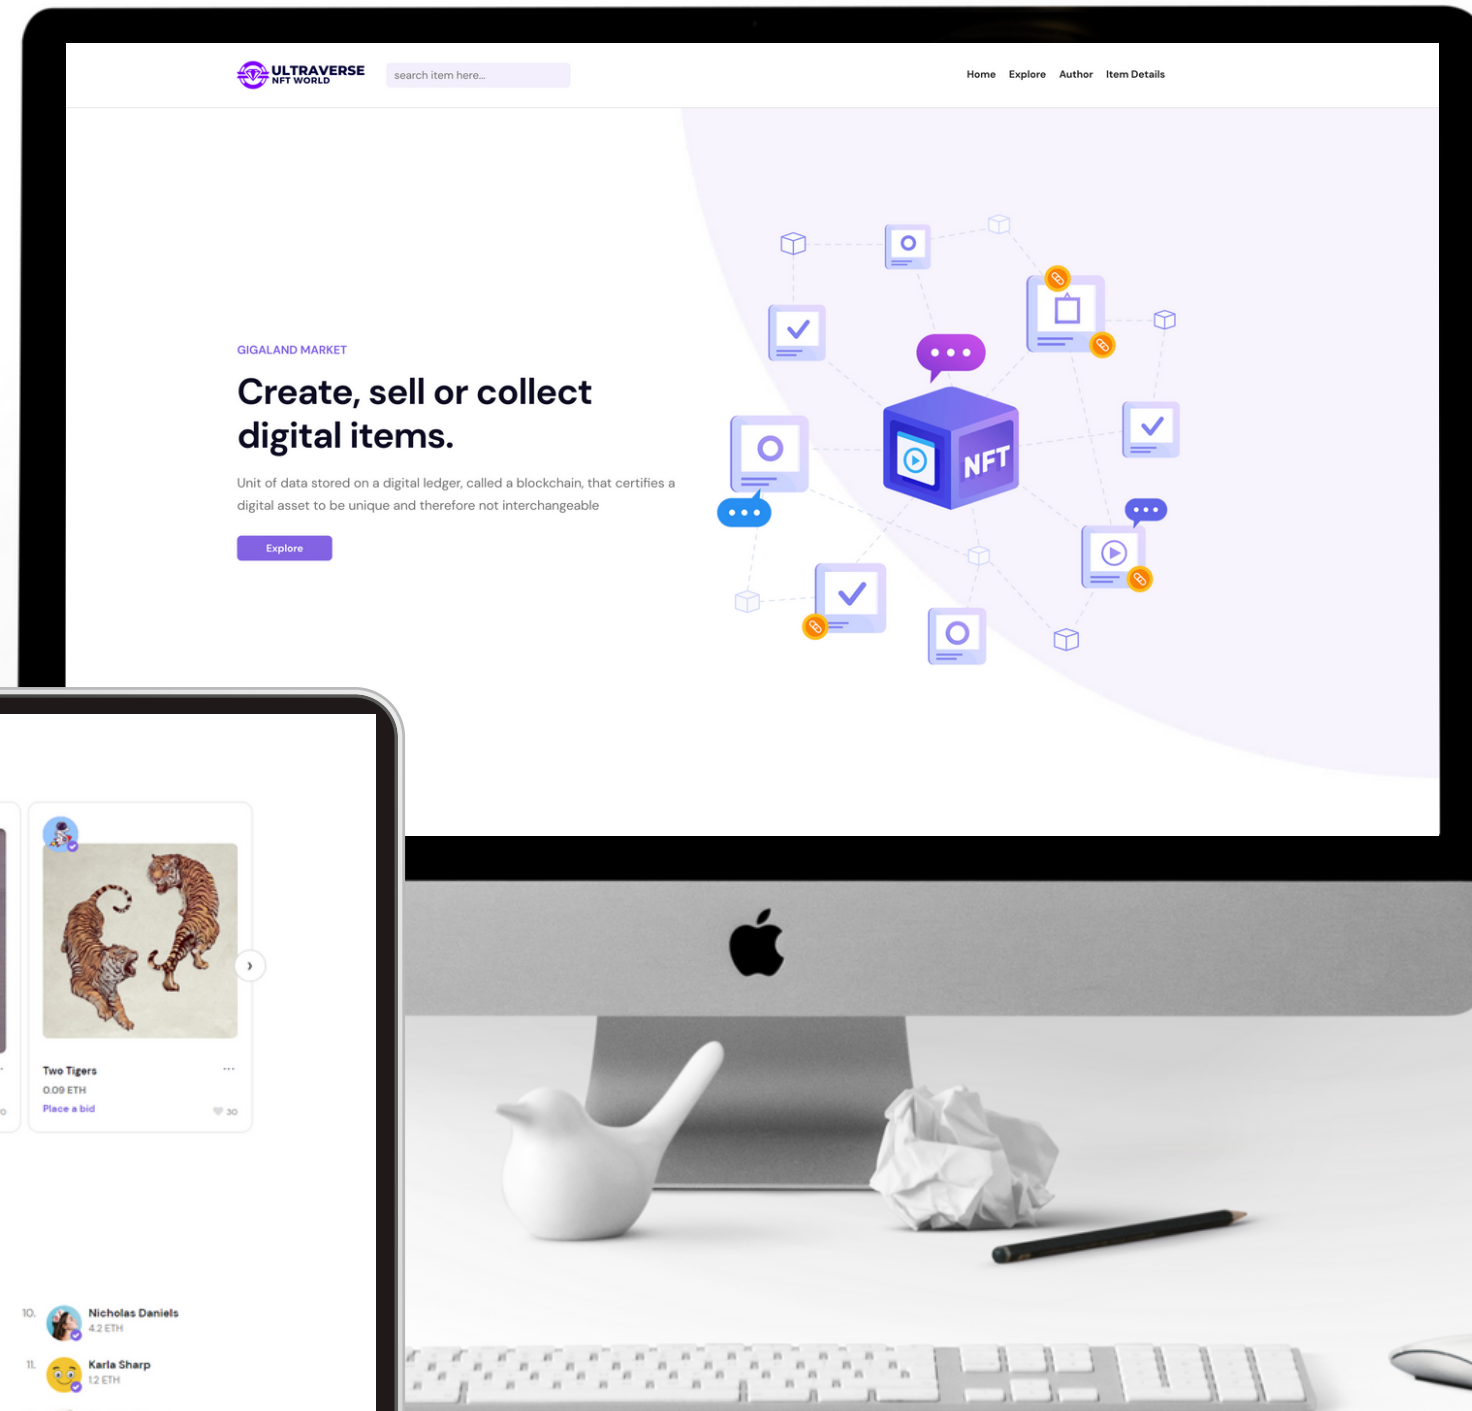 ULTRAVERSE
NFT WORLD
search item here...
Home Explore Author Item Details
GIGALAND MARKET
Create, sell or collect
digital items.
Unit of data stored on a digital ledger, called a blockchain, that certifies a
digital asset to be unique and therefore not interchangeable
Explore
NFT
Two Tigers
0.09 ETH
Place a bid
30
10.
Nicholas Daniels
4.2 ETH
11.
Karla Sharp
1.2 ETH